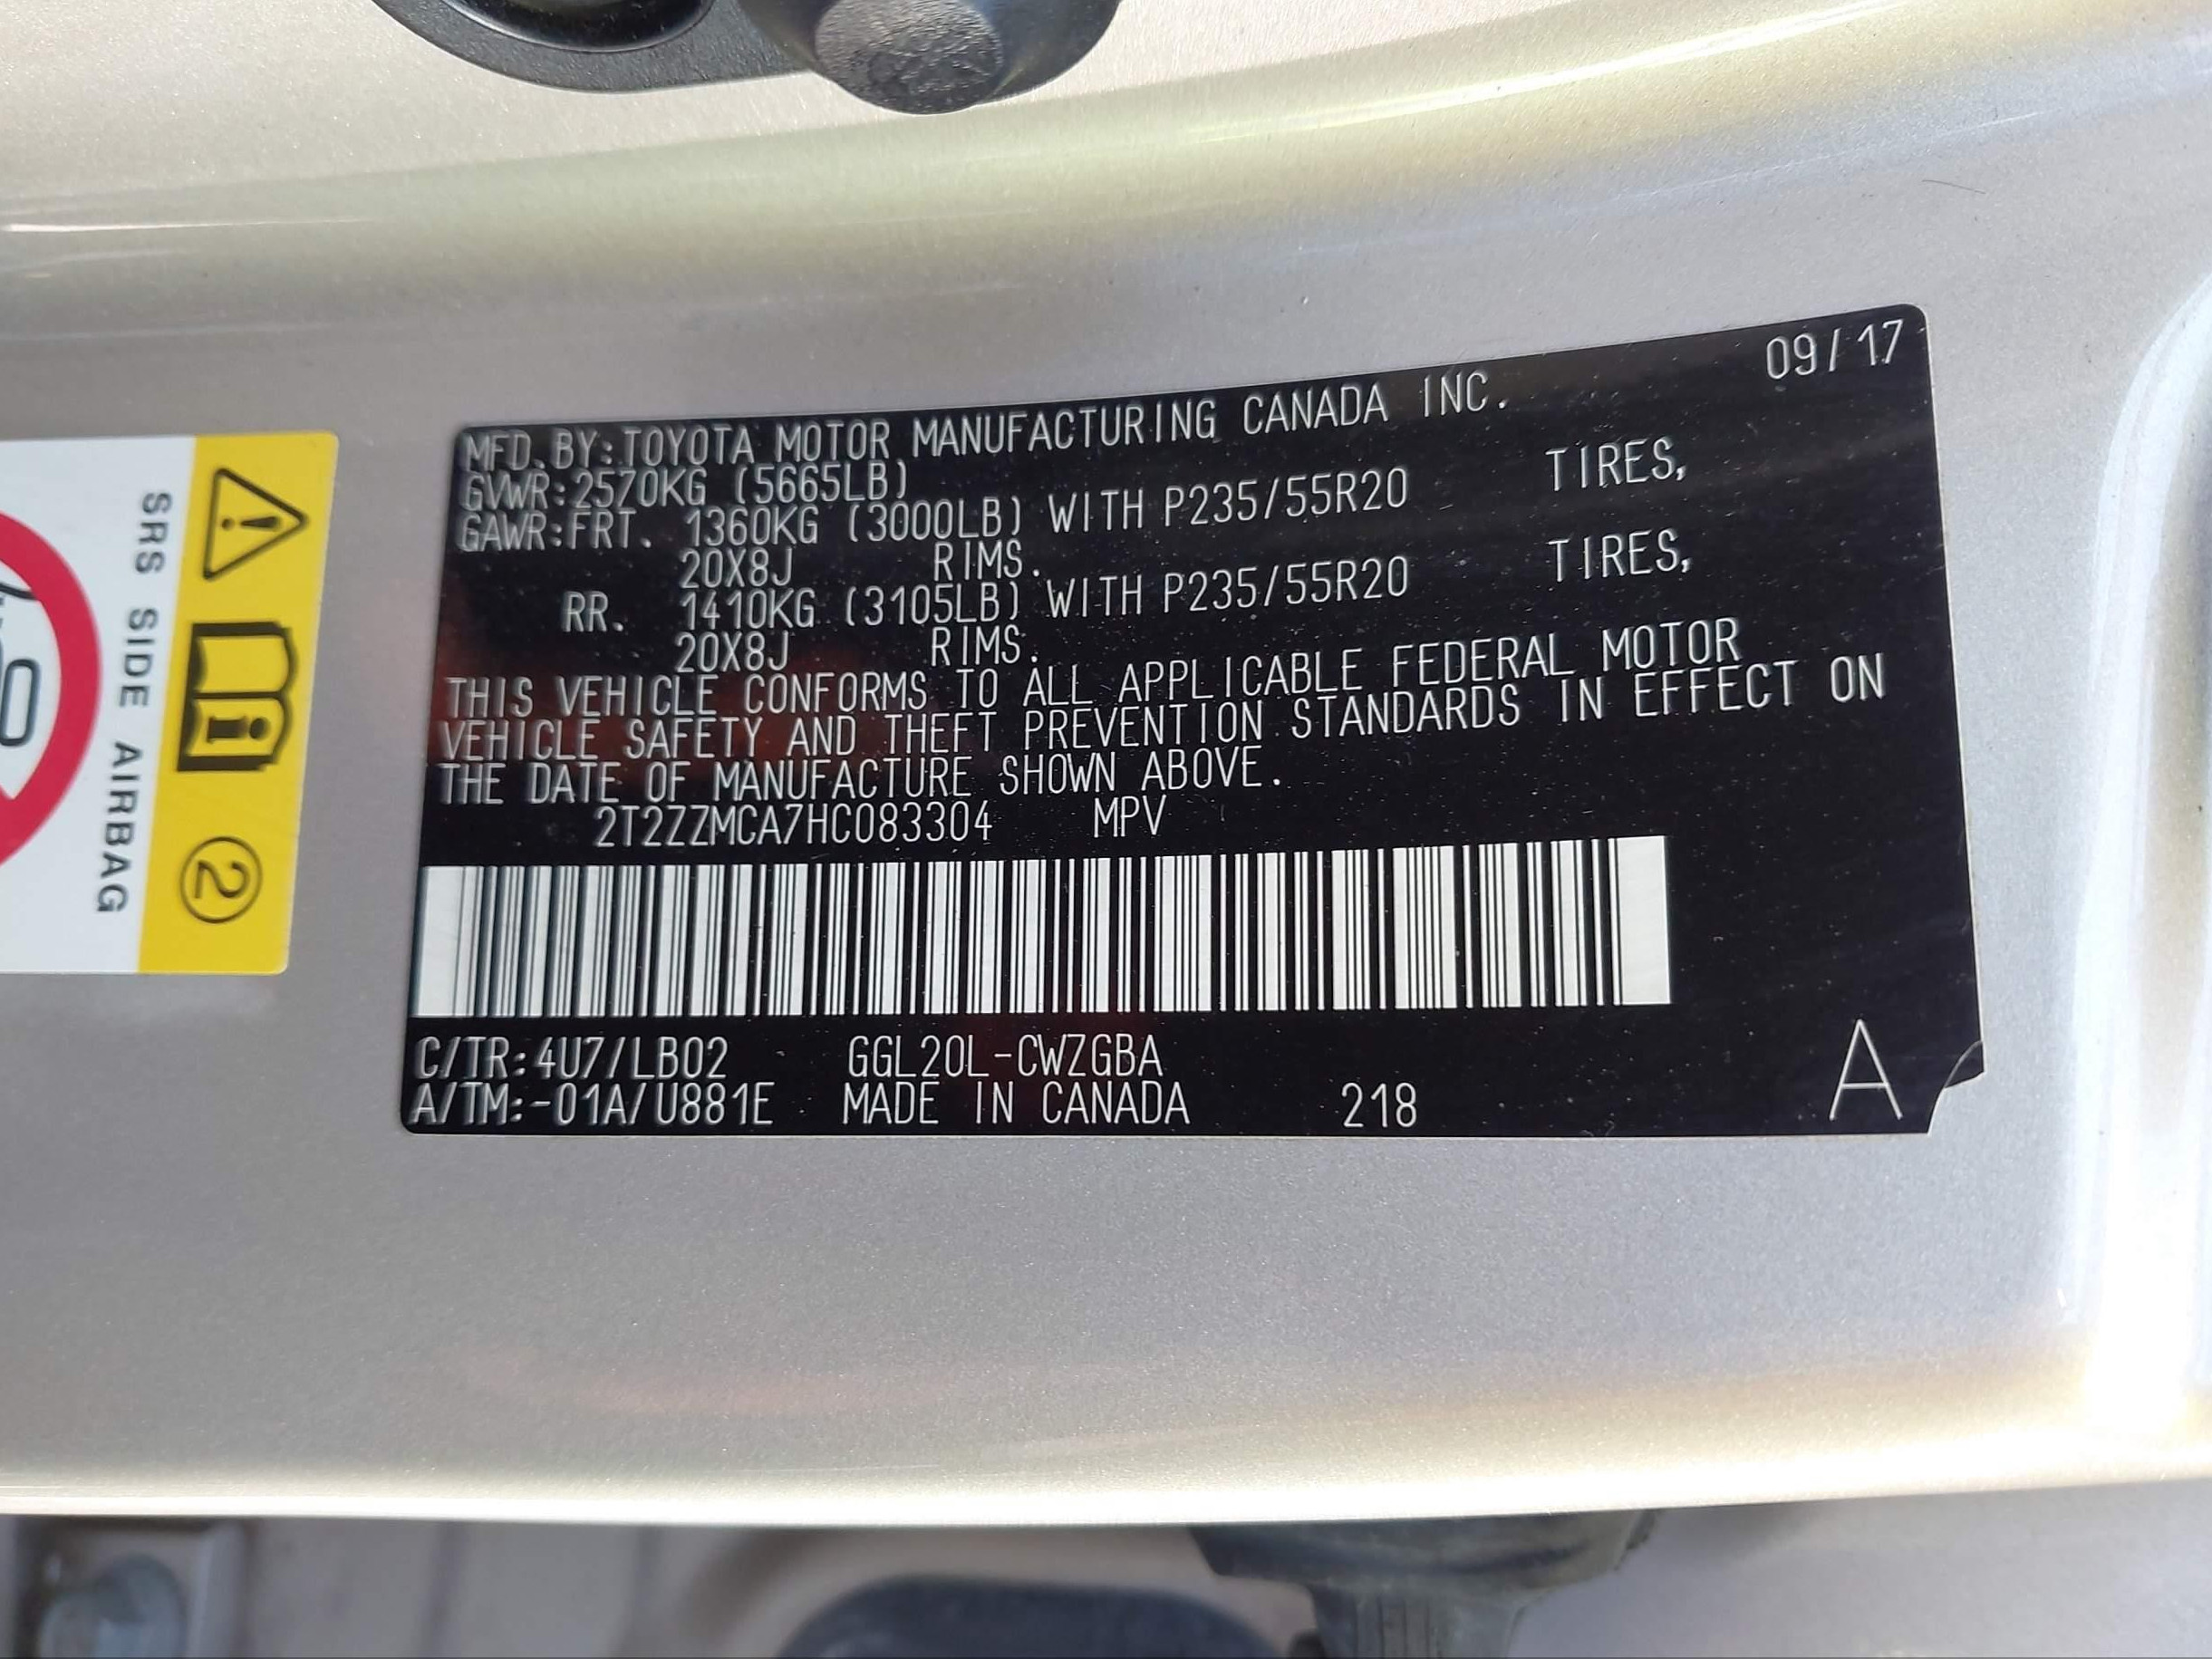 09/17
MFD.BY:TOYOTA MOTOR MANUFACTURING CANADA INC.
GVWR:2570KG (5665LB)
GAWR:FRT. 1360KG (3000LB) WITH P235/55R20 TIRES,
20X8J RIMS.
RR. 1410KG (3105LB) WITH P235/55R20 TIRES,
20X8J RIMS.
THIS VEHICLE CONFORMS TO ALL APPLICABLE FEDERAL MOTOR
VEHICLE SAFETY AND THEFT PREVENTION STANDARDS IN EFFECT ON
THE DATE OF MANUFACTURE SHOWN ABOVE.
2T2ZZMCA7HC083304 MPV
C/TR:4U7/LB02 GGL20L-CWZGBA
A/TM:-01A/U881E MADE IN CANADA 218 A
SRS SIDE AIRBAG
2